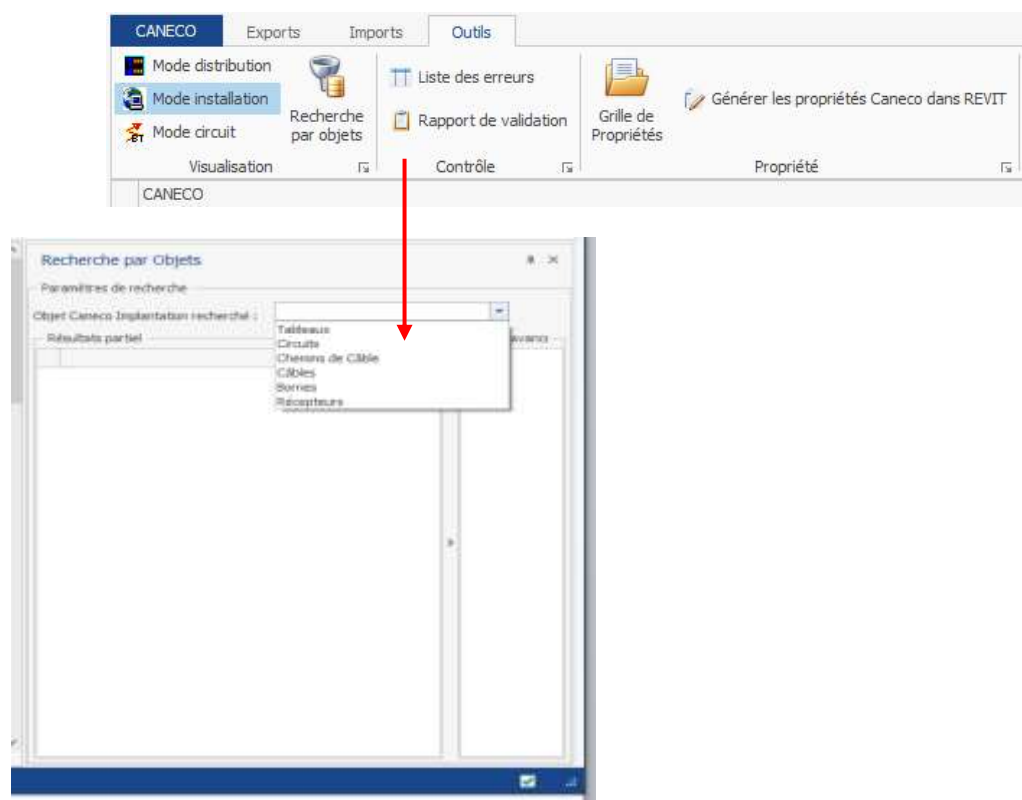 CANECO Exports Imports Outils
Mode distribution
Mode installation
Mode circuit
Recherche
par objets
Visualisation
Liste des erreurs
Rapport de validation
Contrôle
Grille de
Propriétés
Générer les propriétés Caneco dans REVIT
Propriété
CANECO
Recherche par Objets
Paramètres de recherche
Objet Caneco Implantation recherché :
Résultats partiel
Tableaux
Circuits
Chemins de Câble
Câbles
Bornes
Récepteurs